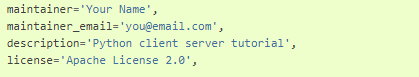 maintainer='Your Name',
maintainer_email='you@email.com',
description='Python client server tutorial',
license='Apache License 2.0',